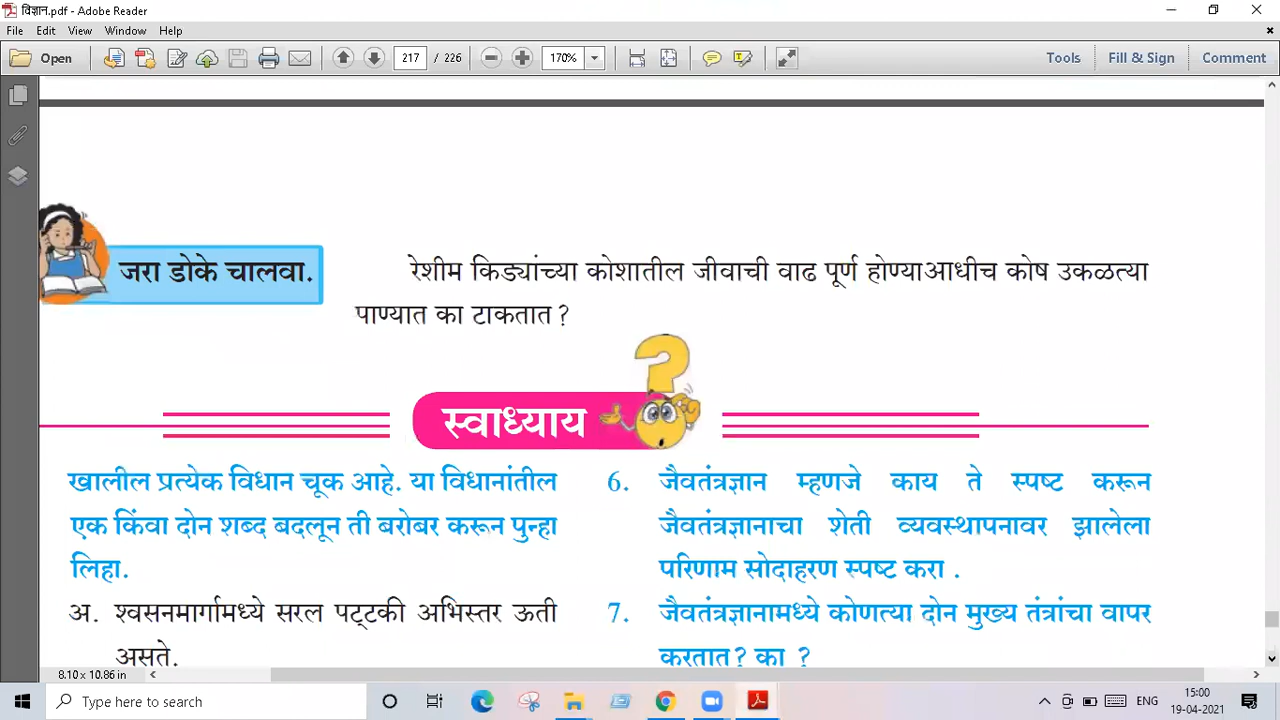 विज्ञान.pdf - Adobe Reader
File Edit View Window Help
Open 217 / 226 170% Tools Fill & Sign Comment
जरा डोके चालवा.
रेशीम किड्यांच्या कोशातील जीवाची वाढ पूर्ण होण्याआधीच कोष उकळत्या
पाण्यात का टाकतात ?
स्वाध्याय
खालील प्रत्येक विधान चूक आहे. या विधानांतील
एक किंवा दोन शब्द बदलून ती बरोबर करून पुन्हा
लिहा.
अ. श्वसनमार्गामध्ये सरल पट्टकी अभिस्तर ऊती
असते.
6. जैवतंत्रज्ञान म्हणजे काय ते स्पष्ट करून
जैवतंत्रज्ञानाचा शेती व्यवस्थापनावर झालेला
परिणाम सोदाहरण स्पष्ट करा .
7. जैवतंत्रज्ञानामध्ये कोणत्या दोन मुख्य तंत्रांचा वापर
करतात? का ?
8.10 x 10.86 in
Type here to search
ENG
15:00
19-04-2021